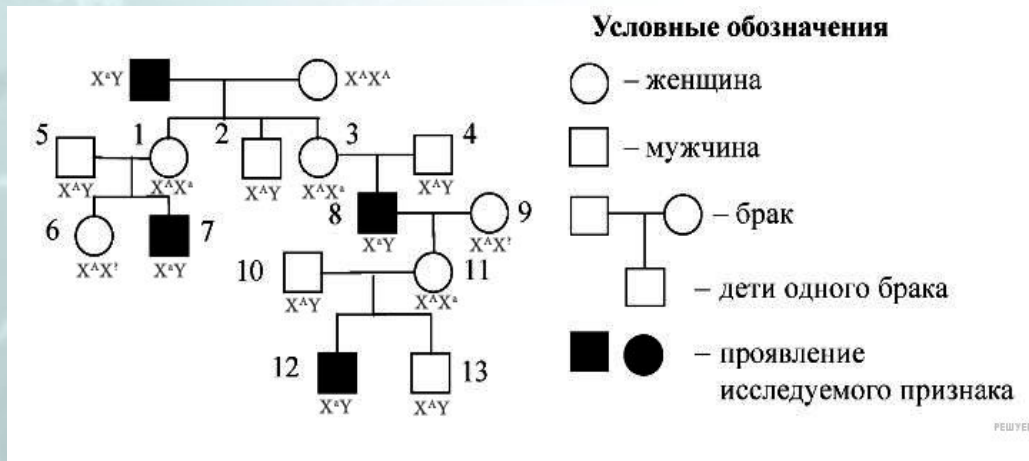 Условные обозначения
XᵃY
XᴬXᴬ
– женщина
5
1
2
3
4
– мужчина
XᴬY
XᴬXᵃ
XᴬY
XᴬXᵃ
XᴬY
6
7
8
9
– брак
XᴬX?
XᵃY
XᵃY
XᴬX?
10
11
– дети одного брака
XᴬY
XᴬXᵃ
12
13
– проявление
исследуемого признака
XᵃY
XᴬY